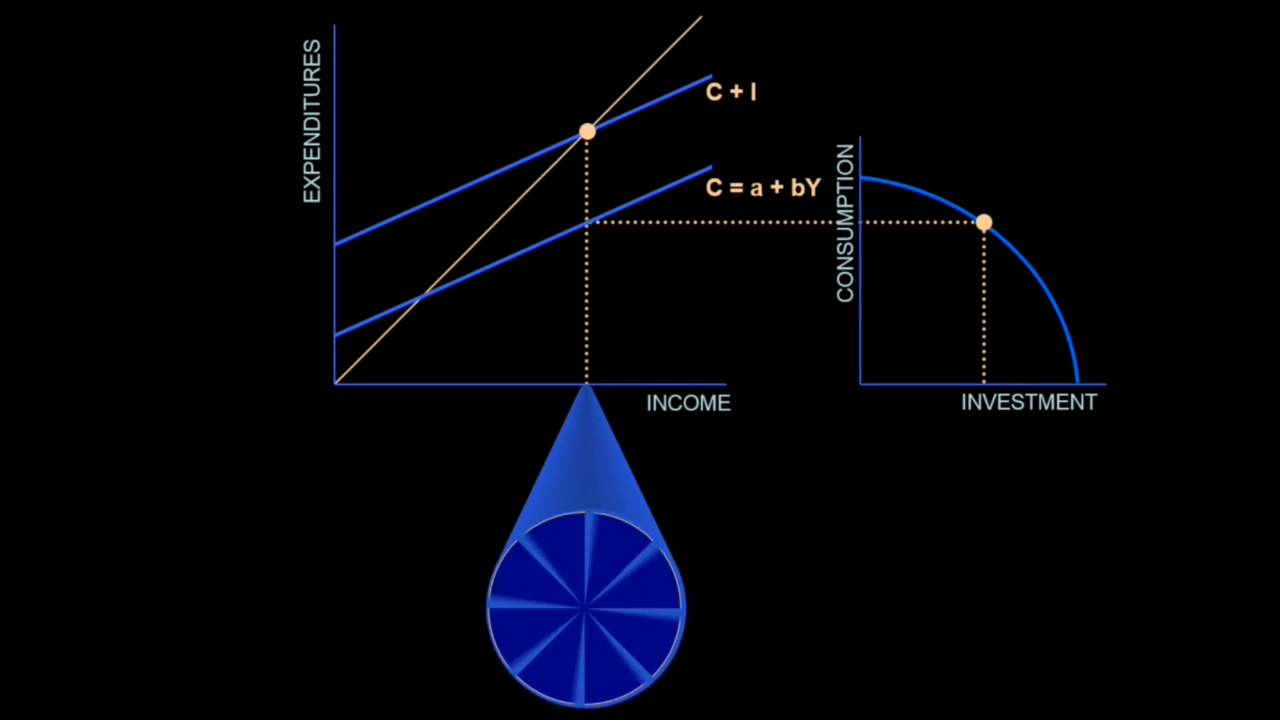 EXPENDITURES
C + I
C = a + bY
CONSUMPTION
INCOME
INVESTMENT